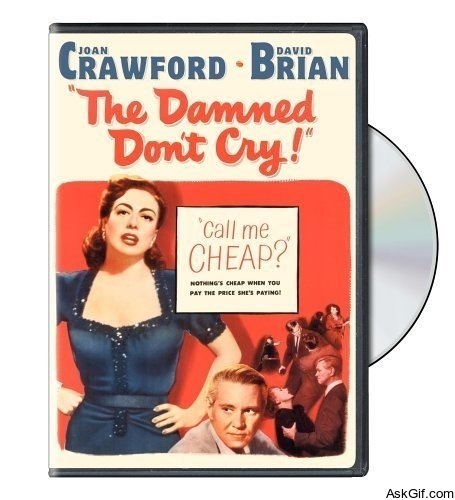 JOAN DAVID
CRAWFORD • BRIAN
"The Damned
Don't Cry!"
"Call me
CHEAP?"
NOTHING'S CHEAP WHEN YOU
PAY THE PRICE SHE'S PAYING!
AskGif.com